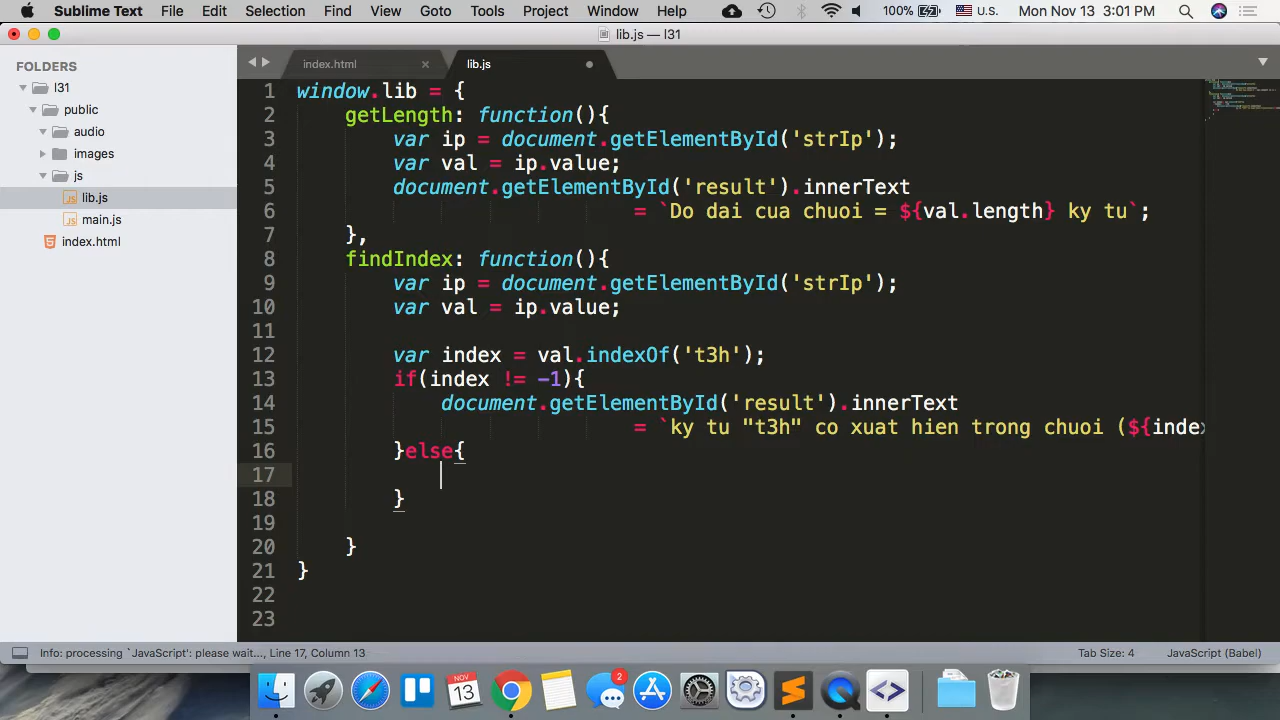 Sublime Text File Edit Selection Find View Goto Tools Project Window Help 100% U.S. Mon Nov 13 3:01 PM
lib.js — l31
FOLDERS
l31
public
audio
images
js
lib.js
main.js
index.html
index.html × lib.js
1 window.lib = {
2 getLength: function(){
3 var ip = document.getElementById('strIp');
4 var val = ip.value;
5 document.getElementById('result').innerText
6 = `Do dai cua chuoi = ${val.length} ky tu`;
7 },
8 findIndex: function(){
9 var ip = document.getElementById('strIp');
10 var val = ip.value;
11
12 var index = val.indexOf('t3h');
13 if(index != -1){
14 document.getElementById('result').innerText
15 = `ky tu "t3h" co xuat hien trong chuoi (${inde
16 }else{
17
18 }
19
20 }
21 }
22
23
Info: processing `JavaScript': please wait..., Line 17, Column 13 Tab Size: 4 JavaScript (Babel)
NOV
13
2